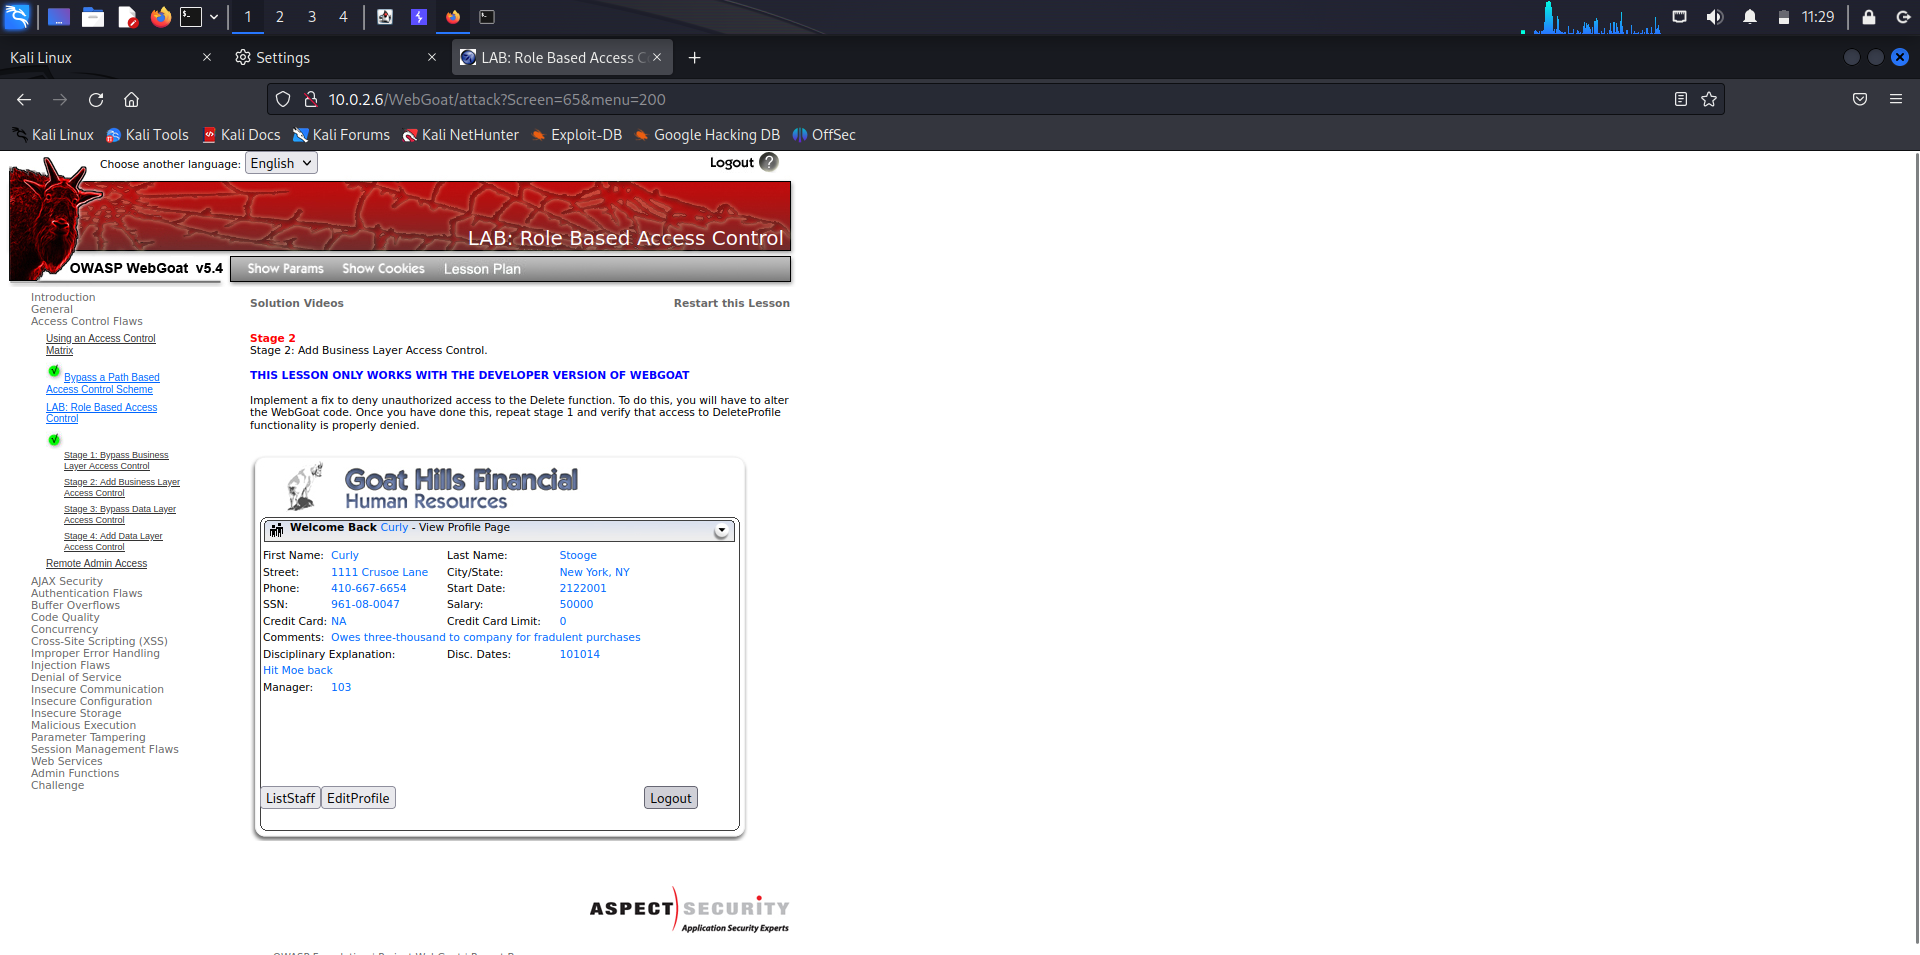 1 2 3 4 11:29
Kali Linux
Settings
LAB: Role Based Access C
10.0.2.6/WebGoat/attack?Screen=65&menu=200
Kali Linux Kali Tools Kali Docs Kali Forums Kali NetHunter Exploit-DB Google Hacking DB OffSec
Choose another language: English
Logout ?
LAB: Role Based Access Control
OWASP WebGoat v5.4
Show Params Show Cookies Lesson Plan
Introduction
General
Access Control Flaws
Using an Access Control
Matrix
Bypass a Path Based
Access Control Scheme
LAB: Role Based Access
Control
Stage 1: Bypass Business
Layer Access Control
Stage 2: Add Business Layer
Access Control
Stage 3: Bypass Data Layer
Access Control
Stage 4: Add Data Layer
Access Control
Remote Admin Access
AJAX Security
Authentication Flaws
Buffer Overflows
Code Quality
Concurrency
Cross-Site Scripting (XSS)
Improper Error Handling
Injection Flaws
Denial of Service
Insecure Communication
Insecure Configuration
Insecure Storage
Malicious Execution
Parameter Tampering
Session Management Flaws
Web Services
Admin Functions
Challenge
Solution Videos Restart this Lesson
Stage 2
Stage 2: Add Business Layer Access Control.
THIS LESSON ONLY WORKS WITH THE DEVELOPER VERSION OF WEBGOAT
Implement a fix to deny unauthorized access to the Delete function. To do this, you will have to alter
the WebGoat code. Once you have done this, repeat stage 1 and verify that access to DeleteProfile
functionality is properly denied.
Goat Hills Financial
Human Resources
Welcome Back Curly - View Profile Page
First Name: Curly Last Name: Stooge
Street: 1111 Crusoe Lane City/State: New York, NY
Phone: 410-667-6654 Start Date: 2122001
SSN: 961-08-0047 Salary: 50000
Credit Card: NA Credit Card Limit: 0
Comments: Owes three-thousand to company for fradulent purchases
Disciplinary Explanation: Disc. Dates: 101014
Hit Moe back
Manager: 103
ListStaff EditProfile Logout
ASPECT SECURITY
Application Security Experts